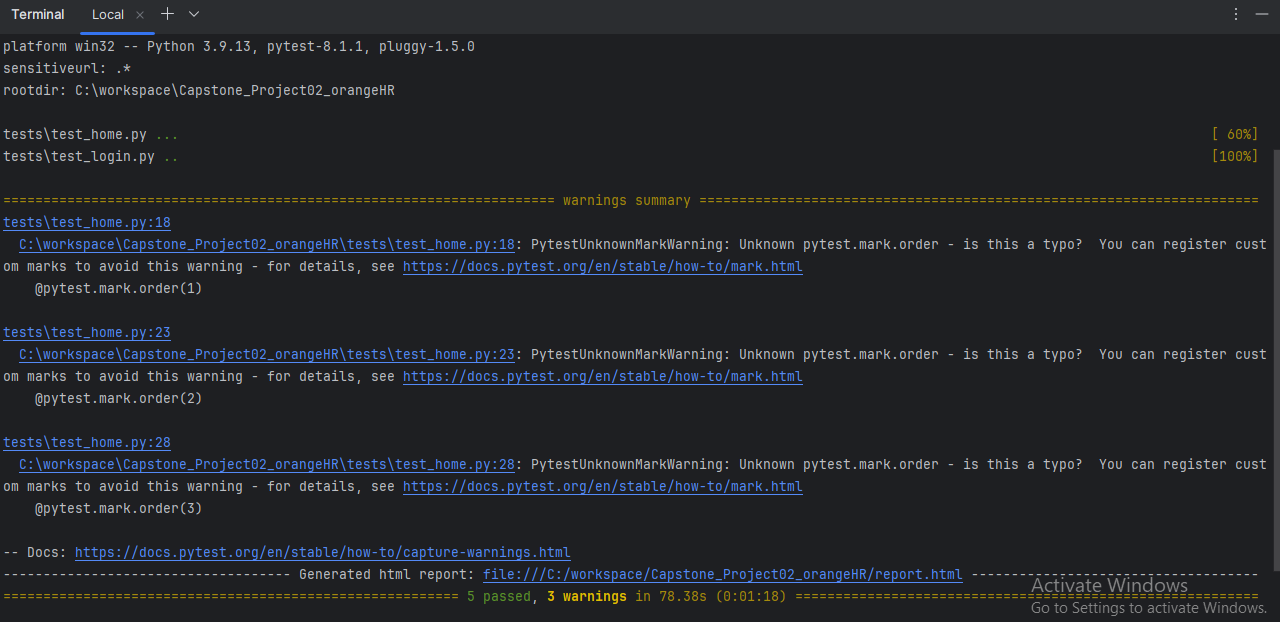 Terminal Local × + ⌄ ⋮ —
platform win32 -- Python 3.9.13, pytest-8.1.1, pluggy-1.5.0
sensitiveurl: .*
rootdir: C:\workspace\Capstone_Project02_orangeHR
tests\test_home.py ... [ 60%]
tests\test_login.py .. [100%]
===================================================================== warnings summary ======================================================================
tests\test_home.py:18
C:\workspace\Capstone_Project02_orangeHR\tests\test_home.py:18: PytestUnknownMarkWarning: Unknown pytest.mark.order - is this a typo?  You can register cust
om marks to avoid this warning - for details, see https://docs.pytest.org/en/stable/how-to/mark.html
@pytest.mark.order(1)
tests\test_home.py:23
C:\workspace\Capstone_Project02_orangeHR\tests\test_home.py:23: PytestUnknownMarkWarning: Unknown pytest.mark.order - is this a typo?  You can register cust
om marks to avoid this warning - for details, see https://docs.pytest.org/en/stable/how-to/mark.html
@pytest.mark.order(2)
tests\test_home.py:28
C:\workspace\Capstone_Project02_orangeHR\tests\test_home.py:28: PytestUnknownMarkWarning: Unknown pytest.mark.order - is this a typo?  You can register cust
om marks to avoid this warning - for details, see https://docs.pytest.org/en/stable/how-to/mark.html
@pytest.mark.order(3)
-- Docs: https://docs.pytest.org/en/stable/how-to/capture-warnings.html
------------------------------------ Generated html report: file:///C:/workspace/Capstone_Project02_orangeHR/report.html ------------------------------------
========================================================= 5 passed, 3 warnings in 78.38s (0:01:18) ==========================================================
Activate Windows
Go to Settings to activate Windows.